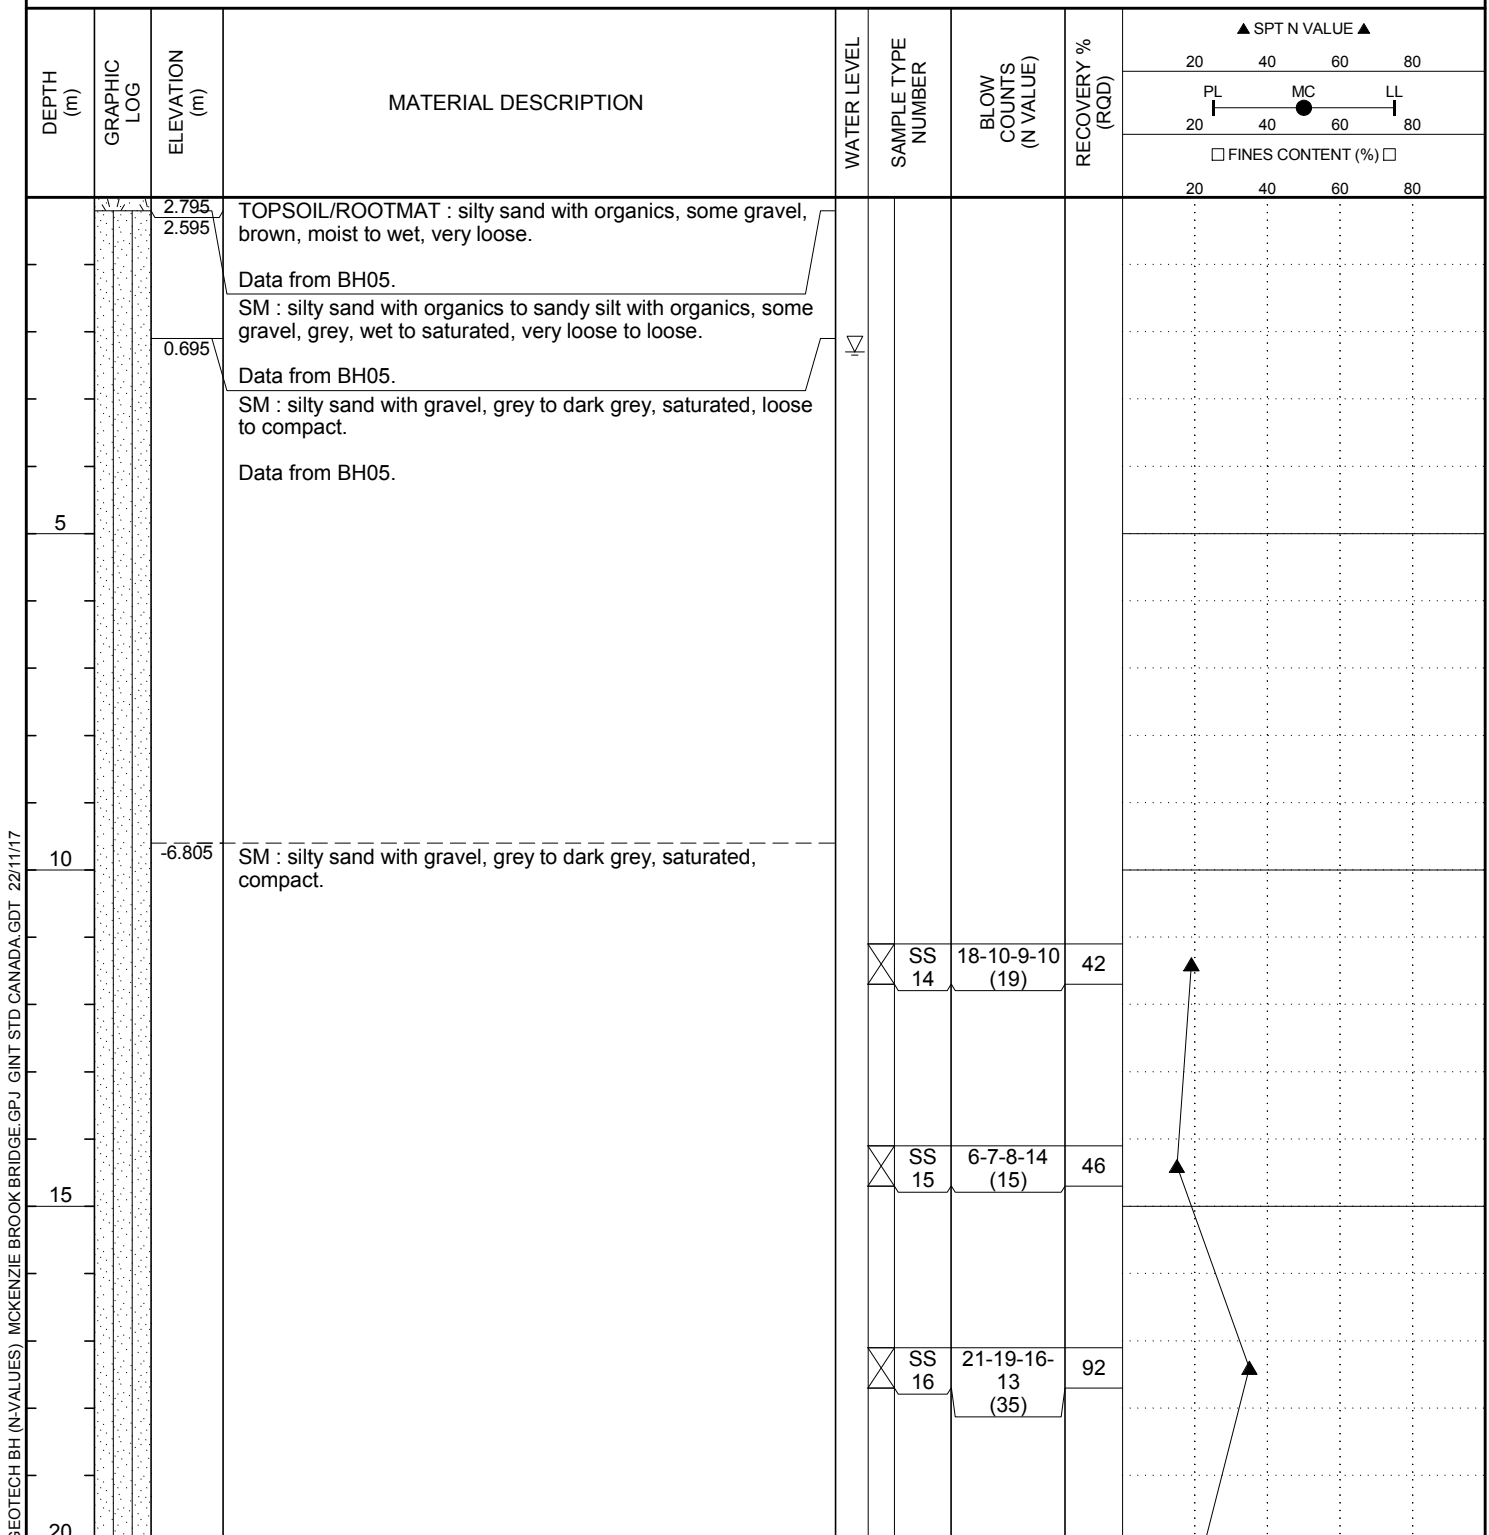 DEPTH
(m)
GRAPHIC
LOG
ELEVATION
(m)
MATERIAL DESCRIPTION
WATER LEVEL
SAMPLE TYPE
NUMBER
BLOW
COUNTS
(N VALUE)
RECOVERY %
(RQD)
▲ SPT N VALUE ▲
20 40 60 80
PL MC LL
20 40 60 80
□ FINES CONTENT (%) □
20 40 60 80
2.795
2.595
TOPSOIL/ROOTMAT : silty sand with organics, some gravel,
brown, moist to wet, very loose.
Data from BH05.
SM : silty sand with organics to sandy silt with organics, some
gravel, grey, wet to saturated, very loose to loose.
0.695
Data from BH05.
SM : silty sand with gravel, grey to dark grey, saturated, loose
to compact.
Data from BH05.
5
-6.805
SM : silty sand with gravel, grey to dark grey, saturated,
compact.
10
SS
14
18-10-9-10
(19)
42
SS
15
6-7-8-14
(15)
46
15
SS
16
21-19-16-
13
(35)
92
20
GEOTECH BH (N-VALUES) MCKENZIE BROOK BRIDGE.GPJ GINT STD CANADA.GDT 22/11/17